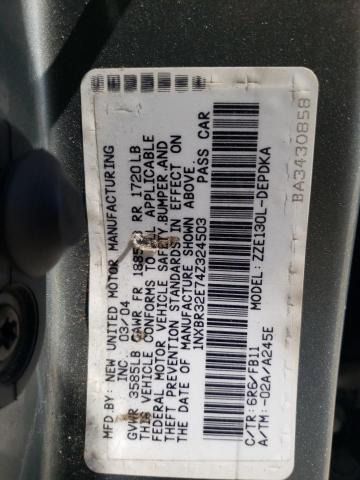 MFD.BY: NEW UNITED MOTOR MANUFACTURING
INC 03/04
GVWR 3585LB GAWR FR 1885 RR 1720LB
THIS VEHICLE CONFORMS TO ALL APPLICABLE
FEDERAL MOTOR VEHICLE SAFETY,BUMPER,AND
THEFT PREVENTION STANDARDS IN EFFECT ON
THE DATE OF MANUFACTURE SHOWN ABOVE.
1NXBR32E74Z324503 PASS CAR
C/TR:6R6/FB11 MODEL:ZZE130L-DEPDKA
A/TM:-02A/A245E
BA3430858